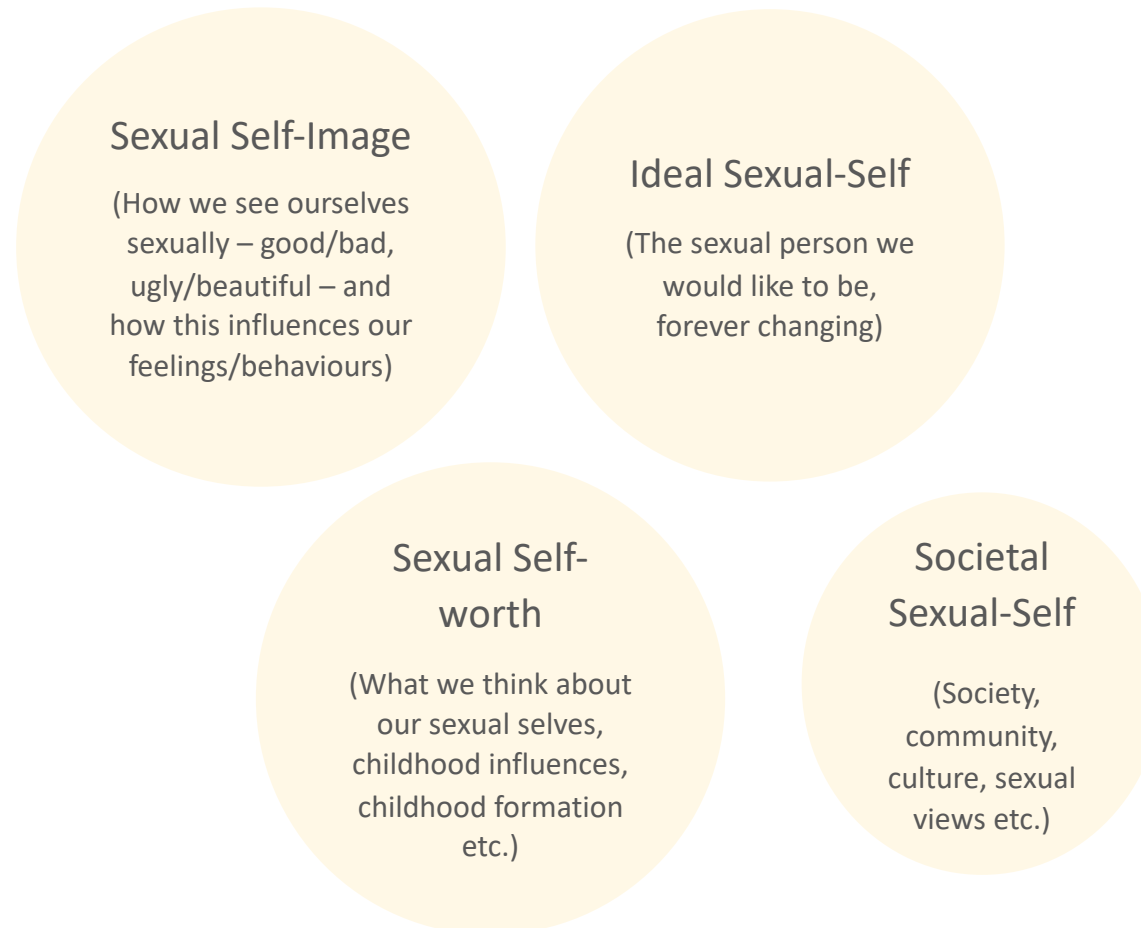 Sexual Self-Image
(How we see ourselves
sexually – good/bad,
ugly/beautiful – and
how this influences our
feelings/behaviours)
Ideal Sexual-Self
(The sexual person we
would like to be,
forever changing)
Sexual Self-
worth
(What we think about
our sexual selves,
childhood influences,
childhood formation
etc.)
Societal
Sexual-Self
(Society,
community,
culture, sexual
views etc.)